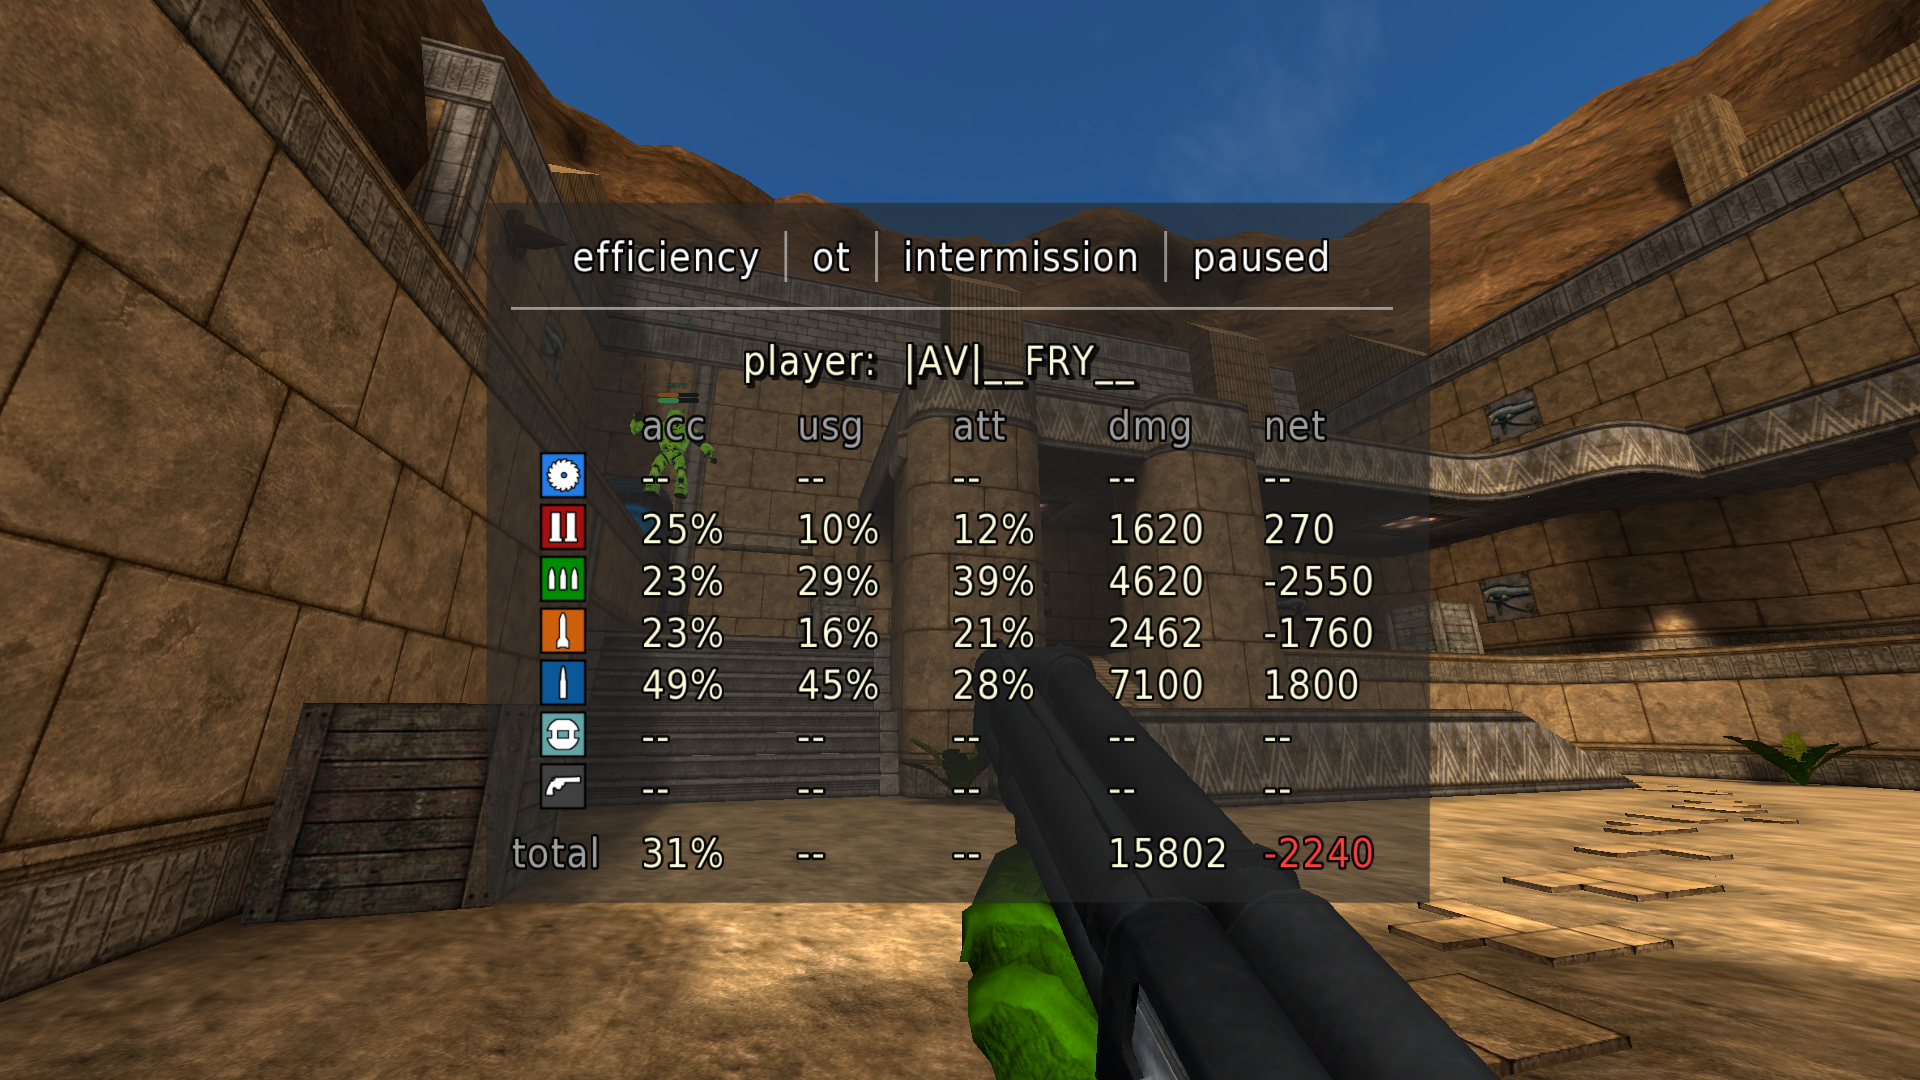 efficiency | ot | intermission | paused
player: |AV|__FRY__
acc usg att dmg net
-- -- -- -- --
25% 10% 12% 1620 270
23% 29% 39% 4620 -2550
23% 16% 21% 2462 -1760
49% 45% 28% 7100 1800
-- -- -- -- --
-- -- -- -- --
total 31% -- -- 15802 -2240